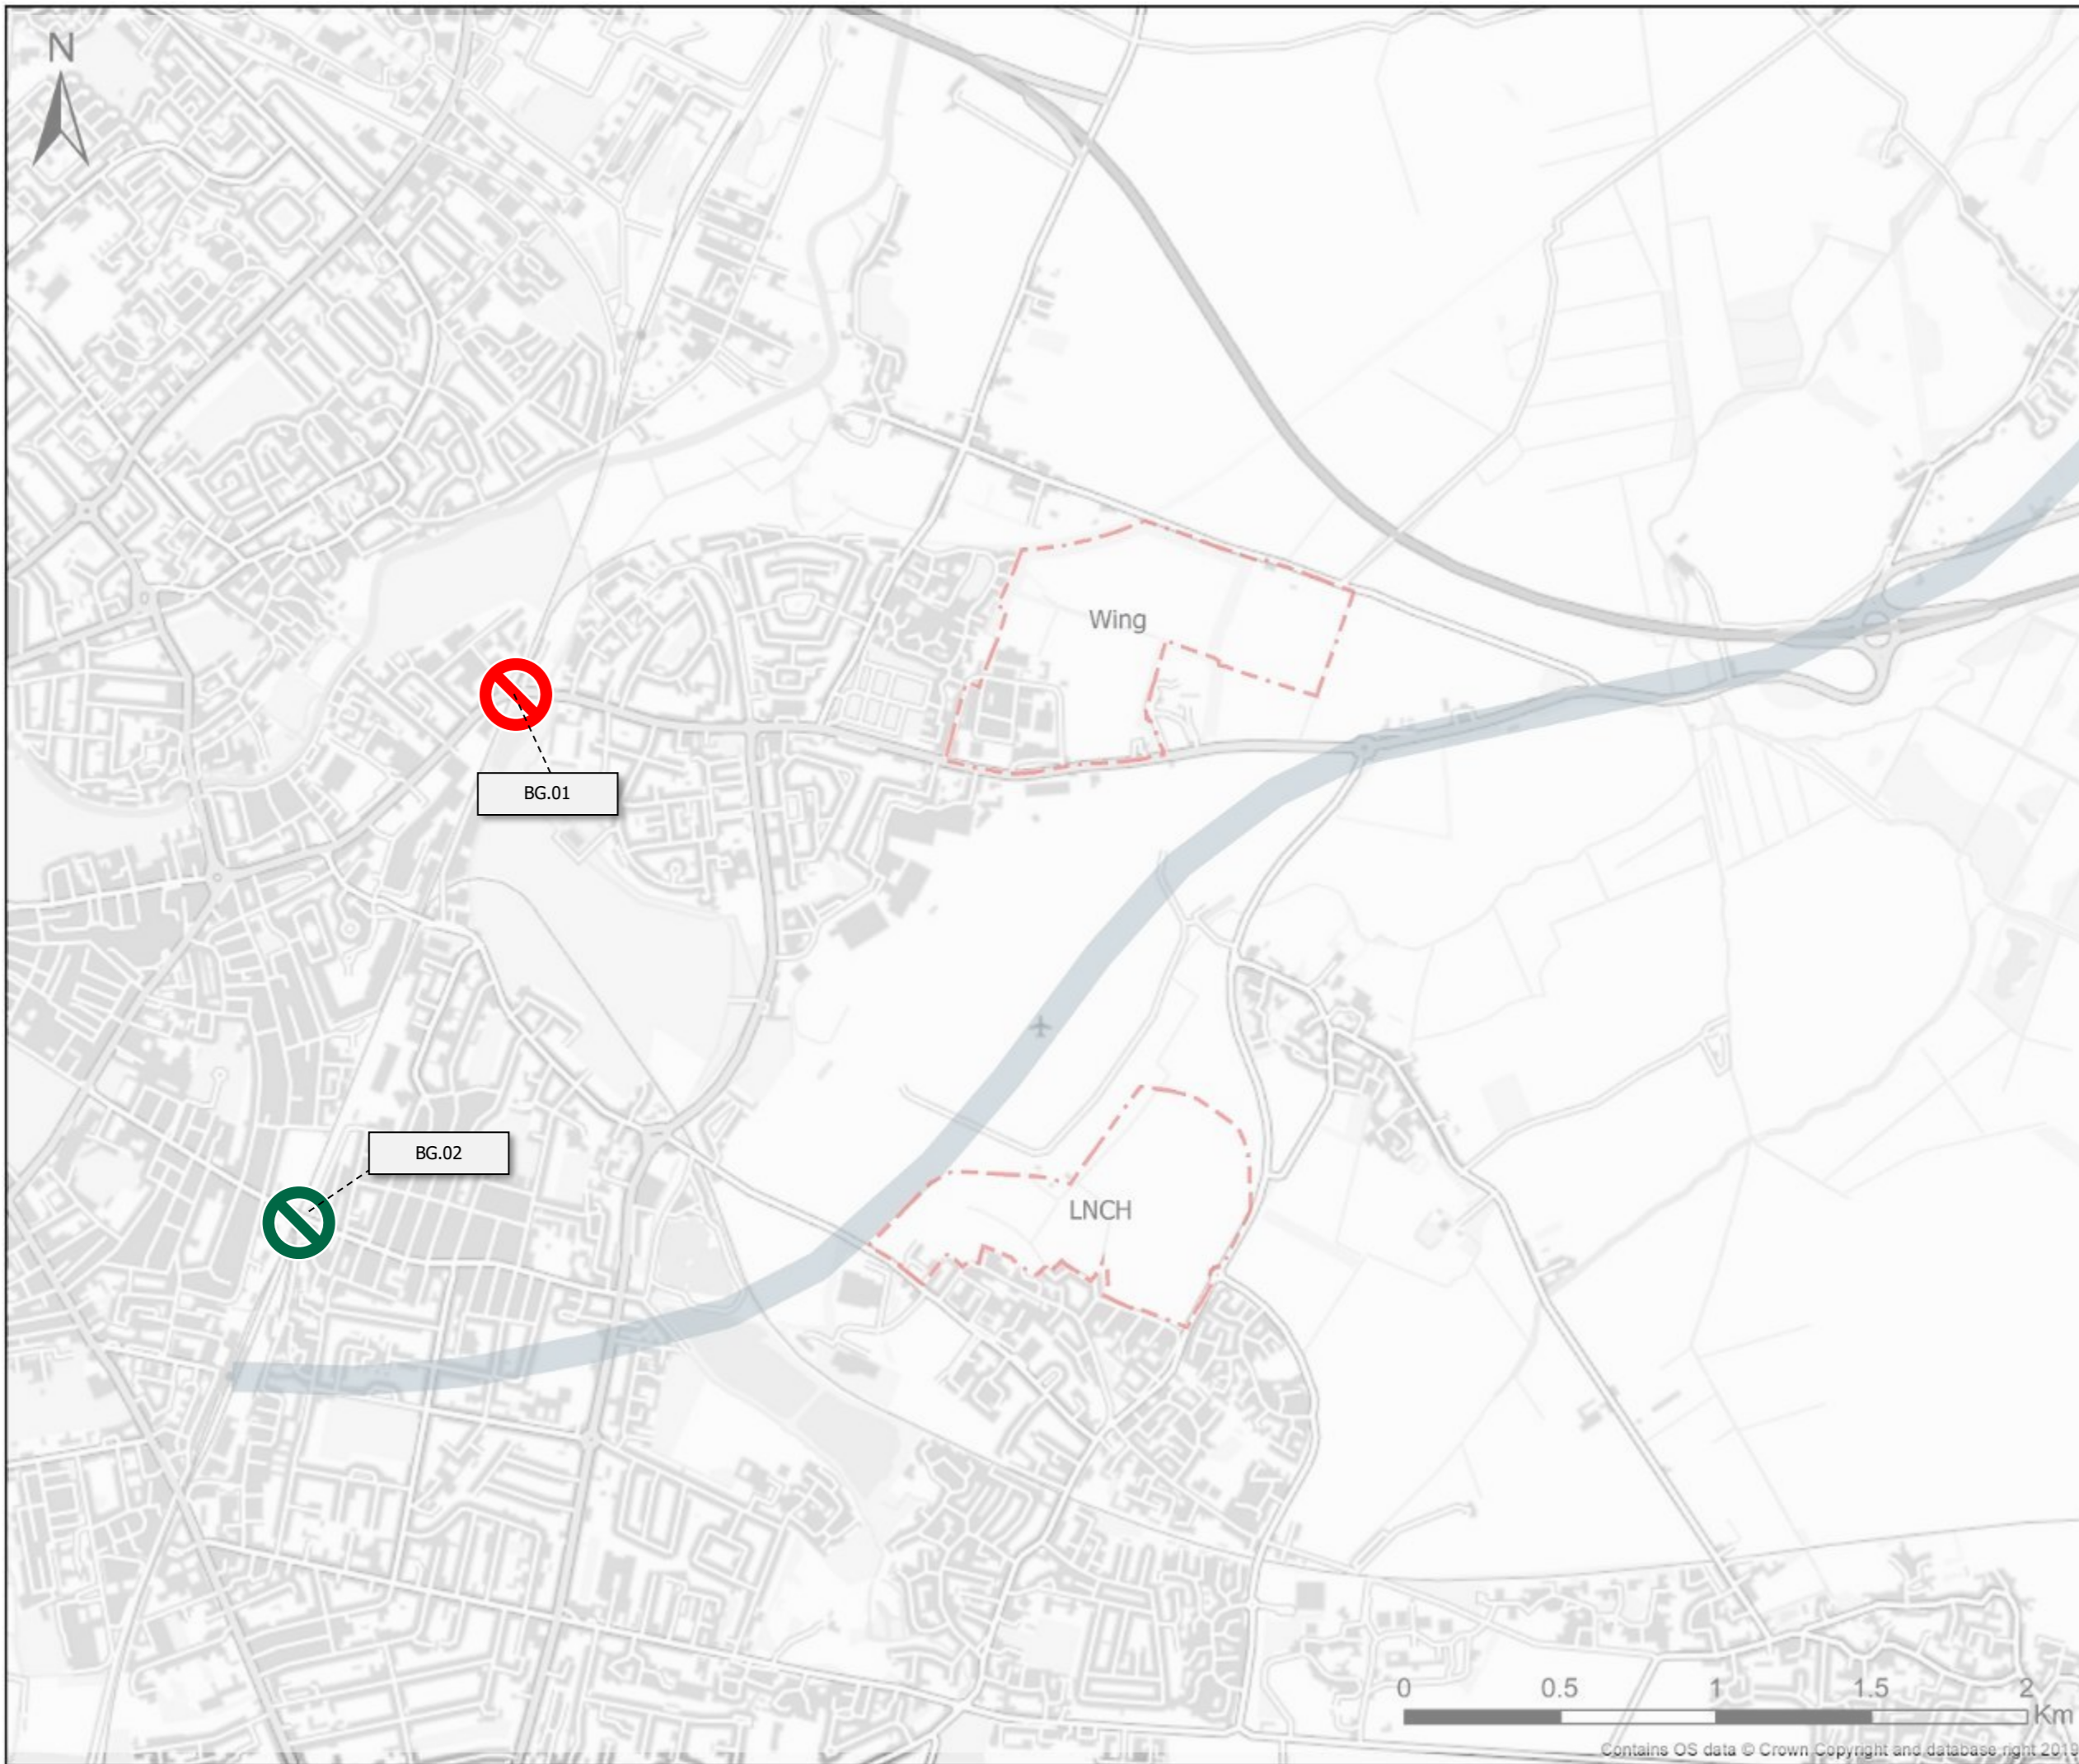 N
Wing
BG.01
BG.02
LNCH
0 0.5 1 1.5 2
Km
Contains OS data © Crown Copyright and database right 2019